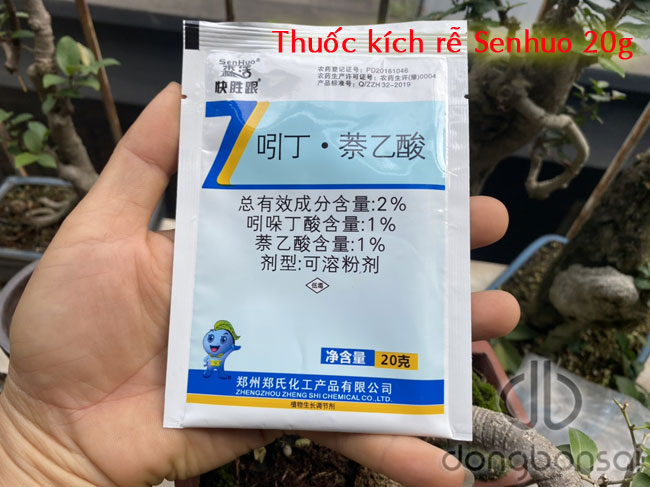 Thuốc kích rễ Senhuo 20g
SenHuo
森活
快胜跟
农药登记证号: PD20161046
农药生产许可证号: 农药生许(豫)0004
产品标准号: Q/ZZH 32-2019
吲丁·萘乙酸
总有效成分含量:2%
吲哚丁酸含量:1%
萘乙酸含量:1%
剂型:可溶粉剂
低毒
净含量 20克
郑州郑氏化工产品有限公司
ZHENGZHOU ZHENG SHI CHEMICAL CO.,LTD.
植物生长调节剂
db
dongbonsai